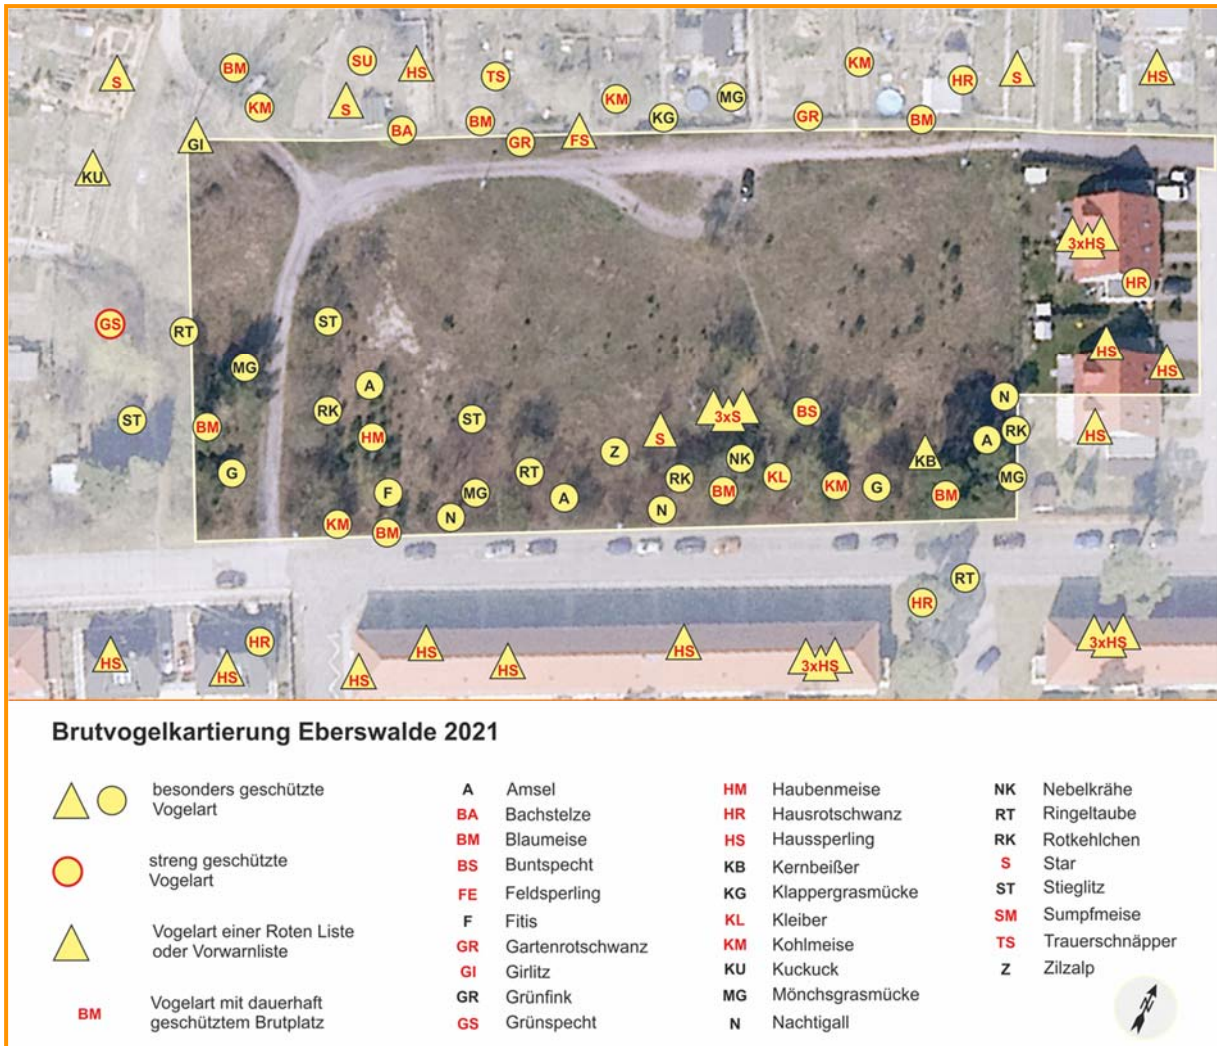 S
BM
SU
HS
TS
KM
HR
S
HS
KM
S
BA
BM
KM
KG
MG
GR
BM
GI
GR
FS
KU
3xHS
HR
GS
RT
ST
HS
HS
MG
A
N
ST
BM
RK
HM
ST
S
3xS
BS
HS
RK
A
Z
NK
KB
G
RT
RK
KL
KM
G
MG
F
MG
A
BM
BM
N
N
KM
BM
RT
HR
HR
HS
HS
HS
HS
HS
HS
3xHS
3xHS
Brutvogelkartierung Eberswalde 2021
besonders geschützte
Vogelart
streng geschützte
Vogelart
Vogelart einer Roten Liste
oder Vorwarnliste
BM Vogelart mit dauerhaft
geschütztem Brutplatz
A Amsel
BA Bachstelze
BM Blaumeise
BS Buntspecht
FE Feldsperling
F Fitis
GR Gartenrotschwanz
GI Girlitz
GR Grünfink
GS Grünspecht
HM Haubenmeise
HR Hausrotschwanz
HS Haussperling
KB Kernbeißer
KG Klappergrasmücke
KL Kleiber
KM Kohlmeise
KU Kuckuck
MG Mönchsgrasmücke
N Nachtigall
NK Nebelkrähe
RT Ringeltaube
RK Rotkehlchen
S Star
ST Stieglitz
SM Sumpfmeise
TS Trauerschnäpper
Z Zilzalp
N